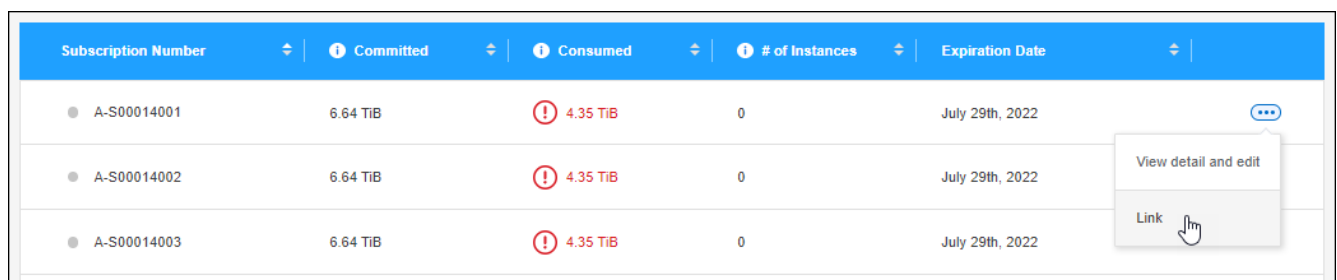 Subscription Number Committed Consumed # of Instances Expiration Date
A-S00014001 6.64 TiB 4.35 TiB 0 July 29th, 2022
View detail and edit
A-S00014002 6.64 TiB 4.35 TiB 0 July 29th, 2022
Link
A-S00014003 6.64 TiB 4.35 TiB 0 July 29th, 2022